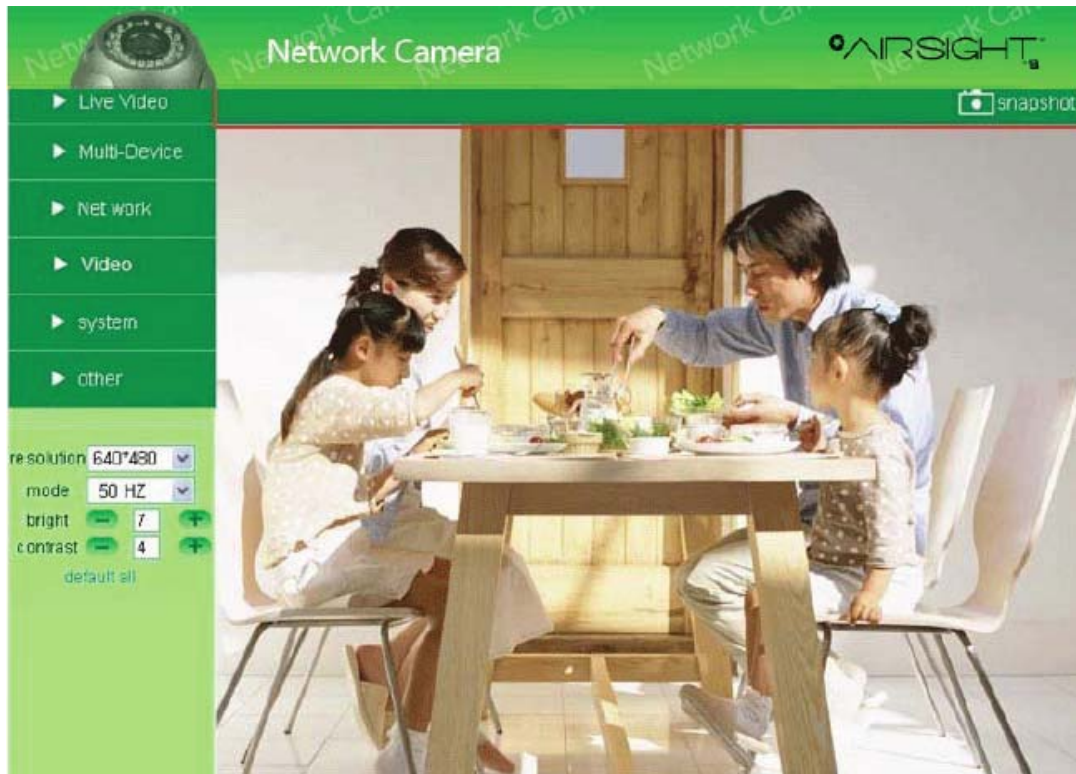 Network Camera
AIRSIGHT
Live Video
snapshot
Multi-Device
Net work
Video
system
other
resolution 640*480
mode 50 HZ
bright 7
contrast 4
default all